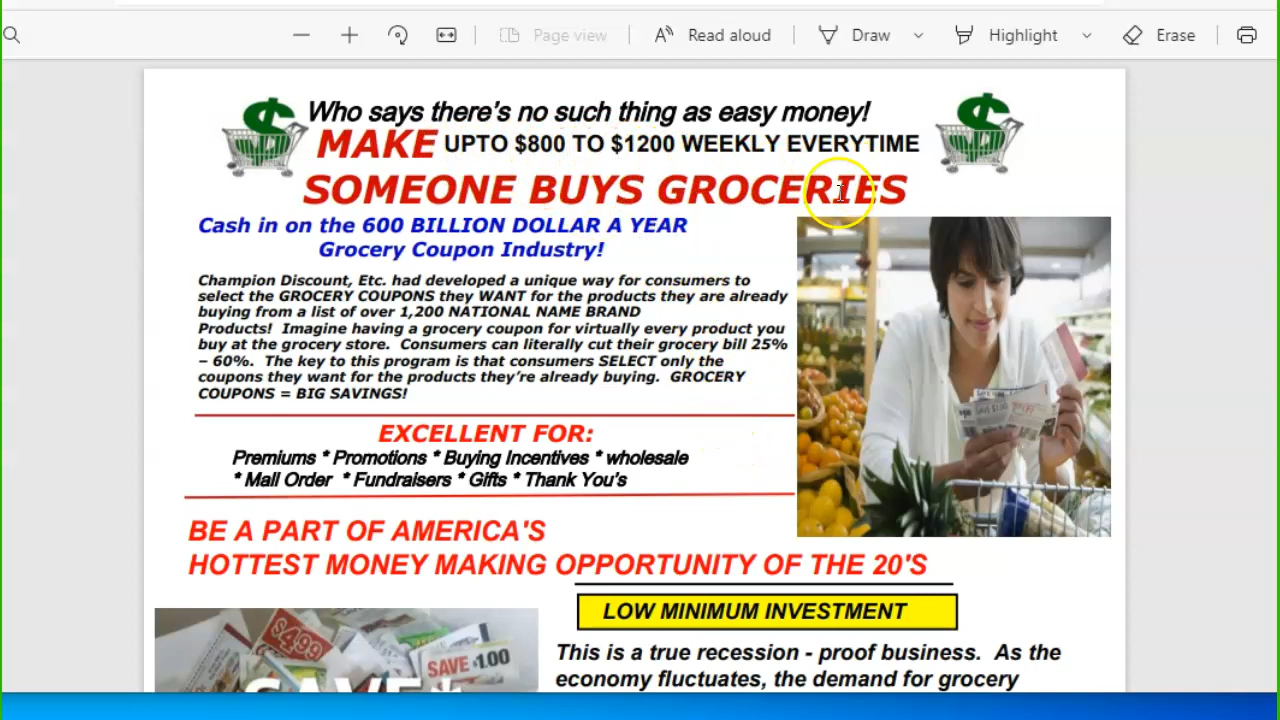 Page view
Read aloud
Draw
Highlight
Erase
Who says there's no such thing as easy money!
MAKE UPTO $800 TO $1200 WEEKLY EVERYTIME
SOMEONE BUYS GROCERIES
Cash in on the 600 BILLION DOLLAR A YEAR
Grocery Coupon Industry!
Champion Discount, Etc. had developed a unique way for consumers to
select the GROCERY COUPONS they WANT for the products they are already
buying from a list of over 1,200 NATIONAL NAME BRAND
Products! Imagine having a grocery coupon for virtually every product you
buy at the grocery store. Consumers can literally cut their grocery bill 25%
– 60%. The key to this program is that consumers SELECT only the
coupons they want for the products they're already buying. GROCERY
COUPONS = BIG SAVINGS!
EXCELLENT FOR:
Premiums * Promotions * Buying Incentives * wholesale
* Mail Order * Fundraisers * Gifts * Thank You's
BE A PART OF AMERICA'S
HOTTEST MONEY MAKING OPPORTUNITY OF THE 20'S
LOW MINIMUM INVESTMENT
This is a true recession - proof business. As the
economy fluctuates, the demand for grocery
$4.99
SAVE $1.00